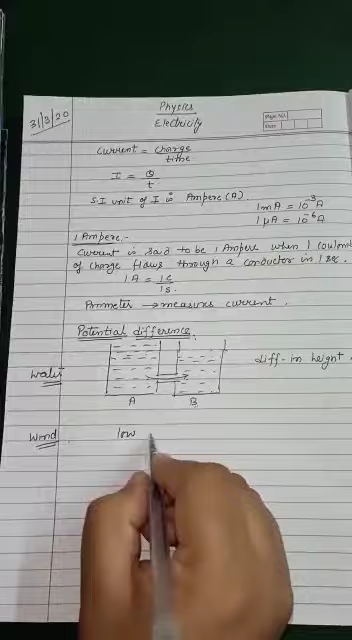 31/3/20
Physics
Electricity
Page No.
Date
Current = charge
time
I = Q
t
S.I unit of I is Ampere (A)
1mA = 10⁻³A
1μA = 10⁻⁶A
1 Ampere:-
Current is said to be 1 Ampere when 1 coulomb
of charge flows through a conductor in 1 sec.
1A = 1C
1s.
Ammeter → measures current.
Potential difference:
Water
diff- in height
A B
Wind
low